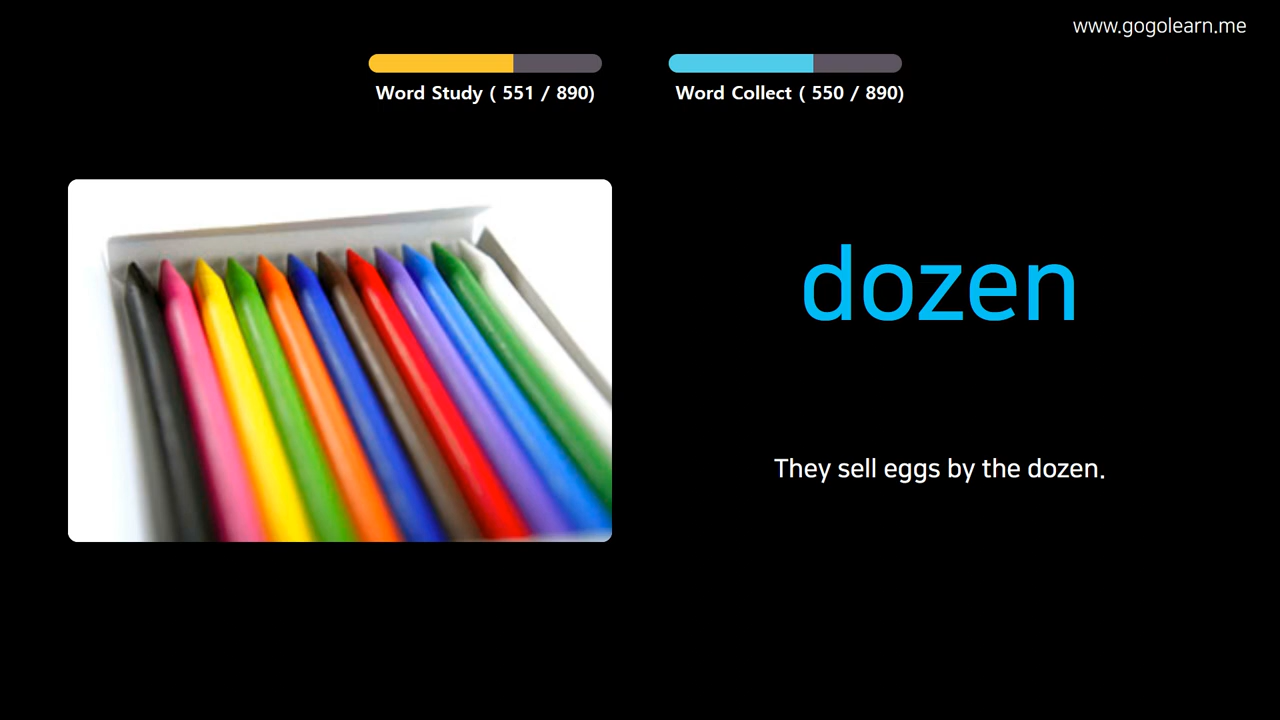 www.gogolearn.me
Word Study ( 551 / 890)
Word Collect ( 550 / 890)
dozen
They sell eggs by the dozen.